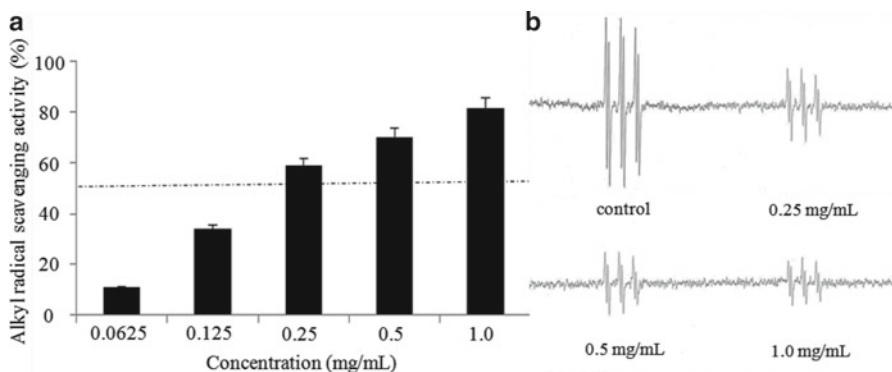 a
Alkyl radical scavenging activity (%)
100
80
60
40
20
0
0.0625 0.125 0.25 0.5 1.0
Concentration (mg/mL)
b
control 0.25 mg/mL
0.5 mg/mL 1.0 mg/mL